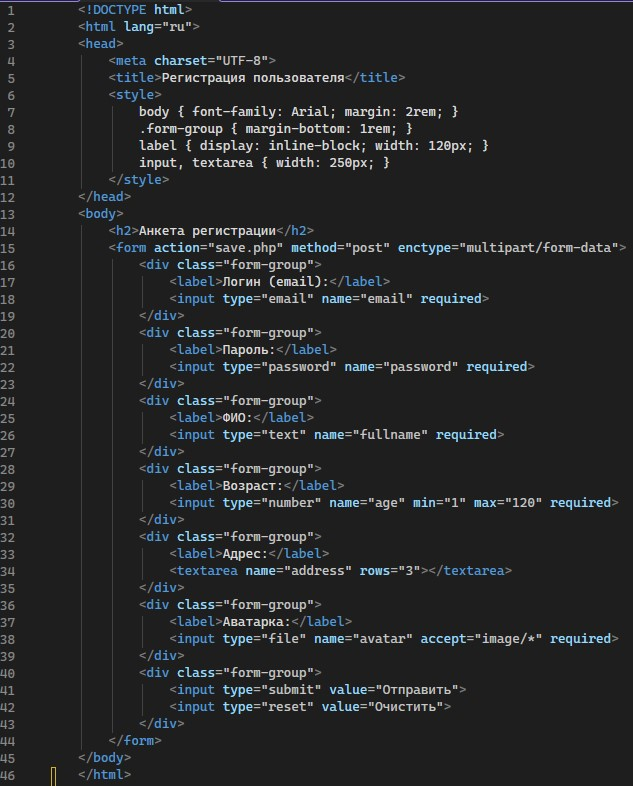 1 <!DOCTYPE html>
2 <html lang="ru">
3 <head>
4     <meta charset="UTF-8">
5     <title>Регистрация пользователя</title>
6     <style>
7         body { font-family: Arial; margin: 2rem; }
8         .form-group { margin-bottom: 1rem; }
9         label { display: inline-block; width: 120px; }
10         input, textarea { width: 250px; }
11     </style>
12 </head>
13 <body>
14     <h2>Анкета регистрации</h2>
15     <form action="save.php" method="post" enctype="multipart/form-data">
16         <div class="form-group">
17             <label>Логин (email):</label>
18             <input type="email" name="email" required>
19         </div>
20         <div class="form-group">
21             <label>Пароль:</label>
22             <input type="password" name="password" required>
23         </div>
24         <div class="form-group">
25             <label>ФИО:</label>
26             <input type="text" name="fullname" required>
27         </div>
28         <div class="form-group">
29             <label>Возраст:</label>
30             <input type="number" name="age" min="1" max="120" required>
31         </div>
32         <div class="form-group">
33             <label>Адрес:</label>
34             <textarea name="address" rows="3"></textarea>
35         </div>
36         <div class="form-group">
37             <label>Аватарка:</label>
38             <input type="file" name="avatar" accept="image/*" required>
39         </div>
40         <div class="form-group">
41             <input type="submit" value="Отправить">
42             <input type="reset" value="Очистить">
43         </div>
44     </form>
45 </body>
46 </html>